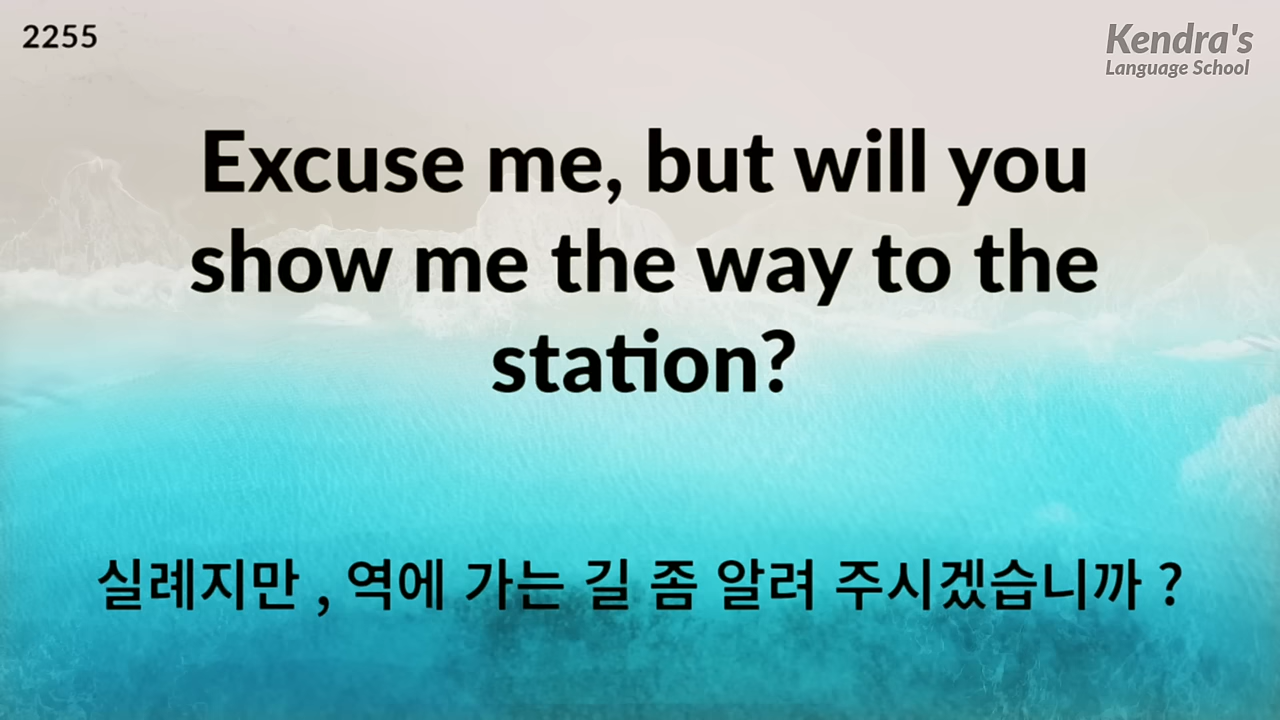 2255
Kendra's
Language School
Excuse me, but will you
show me the way to the
station?
실례지만 , 역에 가는 길 좀 알려 주시겠습니까 ?